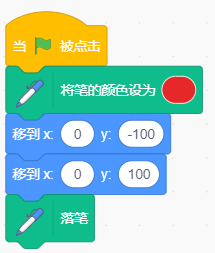 当 被点击
将笔的颜色设为
移到 x: 0 y: -100
移到 x: 0 y: 100
落笔